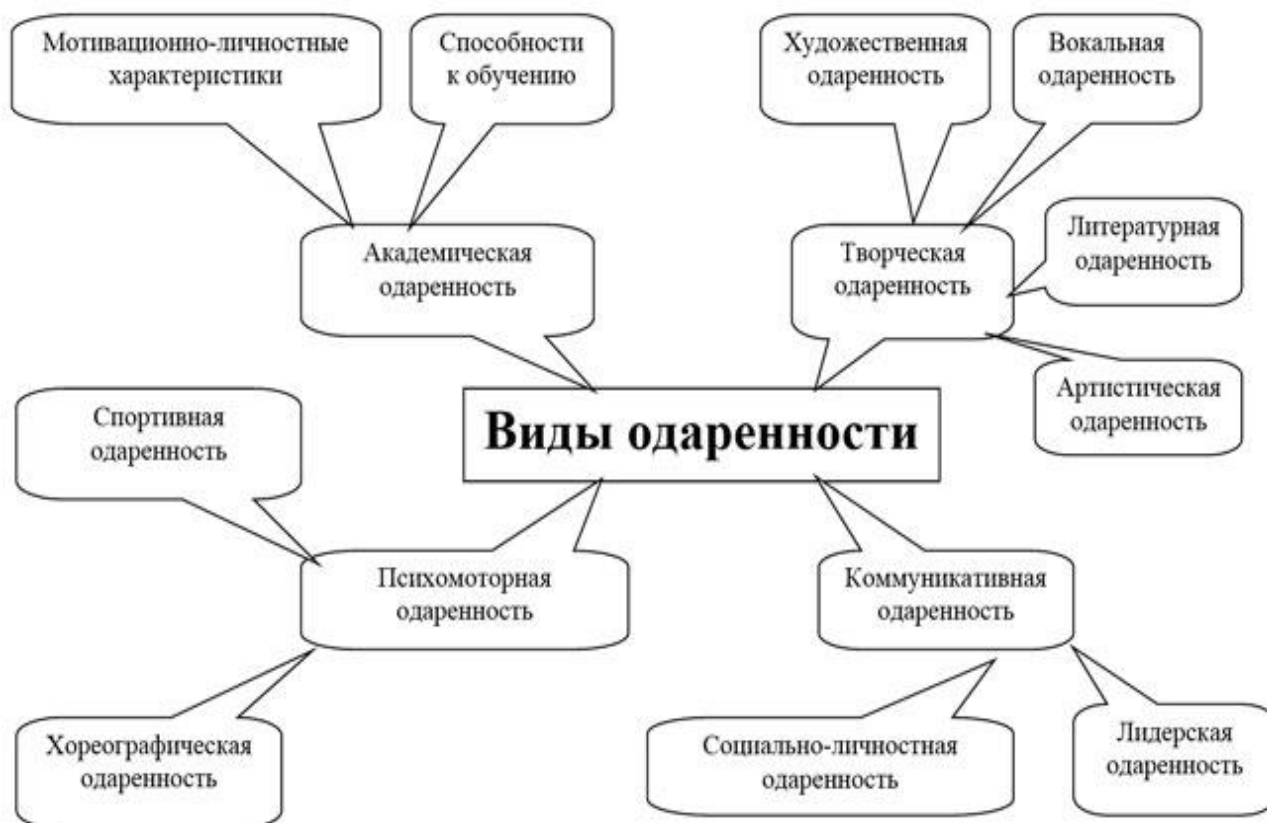 Мотивационно-личностные
характеристики
Способности
к обучению
Художественная
одаренность
Вокальная
одаренность
Академическая
одаренность
Творческая
одаренность
Литературная
одаренность
Артистическая
одаренность
Спортивная
одаренность
Виды одаренности
Психомоторная
одаренность
Коммуникативная
одаренность
Хореографическая
одаренность
Социально-личностная
одаренность
Лидерская
одаренность